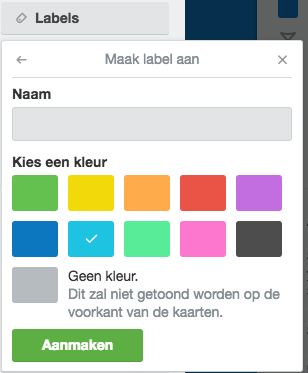 Labels
Maak label aan
Naam
Kies een kleur
Geen kleur.
Dit zal niet getoond worden op de
voorkant van de kaarten.
Aanmaken